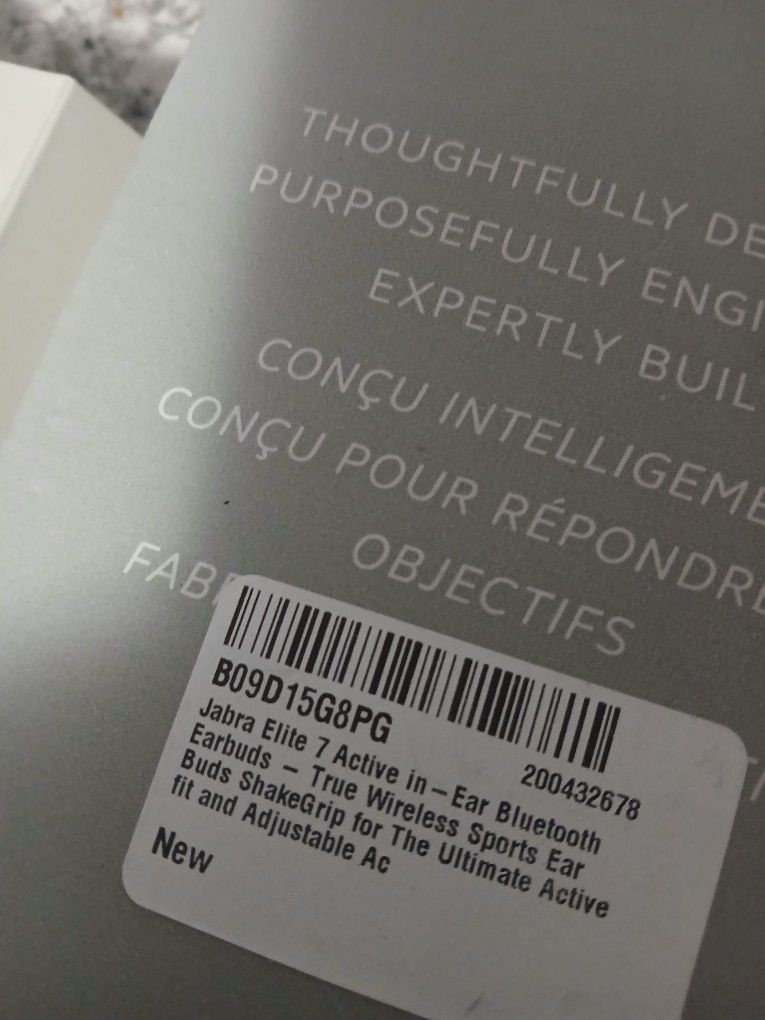 THOUGHTFULLY DE
PURPOSEFULLY ENGI
EXPERTLY BUIL
CONÇU INTELLIGEME
CONÇU POUR RÉPONDRE
OBJECTIFS
FAB
B09D15G8PG
200432678
Jabra Elite 7 Active in-Ear Bluetooth
Earbuds – True Wireless Sports Ear
Buds ShakeGrip for The Ultimate Active
fit and Adjustable Ac
New